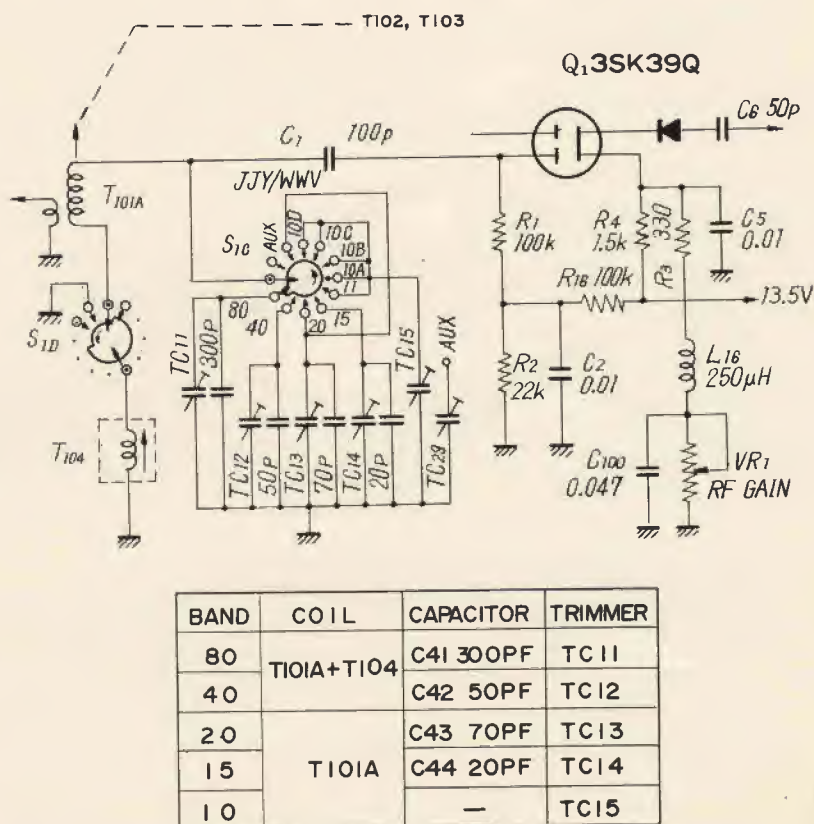 T102, T103
Q₁3SK39Q
C6 50p
C1 100p
JJY/WWV
T101A
S1C
AUX
10D
10C
10B
10A
11
80
40
20
15
R1
100k
R4
1.5k
330
R3
C5
0.01
R16 100k
13.5V
S1D
TC11
300P
TC15
AUX
R2
22k
C2
0.01
L16
250μH
T104
TC12
50P
TC13
70P
TC14
20P
TC29
C100
0.047
VR1
RF GAIN
BAND COIL CAPACITOR TRIMMER
80 T101A+T104 C41 300PF TC11
40 C42 50PF TC12
20 T101A C43 70PF TC13
15 C44 20PF TC14
10 — TC15